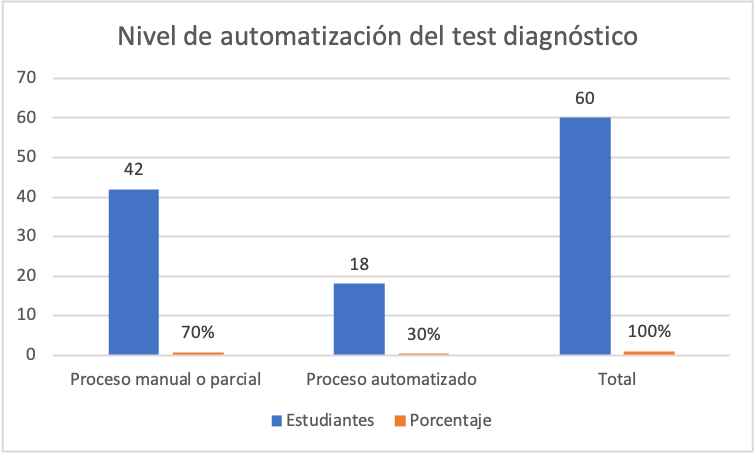 Nivel de automatización del test diagnóstico
70
60
50
40
30
20
10
0
42
70%
18
30%
60
100%
Proceso manual o parcial
Proceso automatizado
Total
Estudiantes
Porcentaje